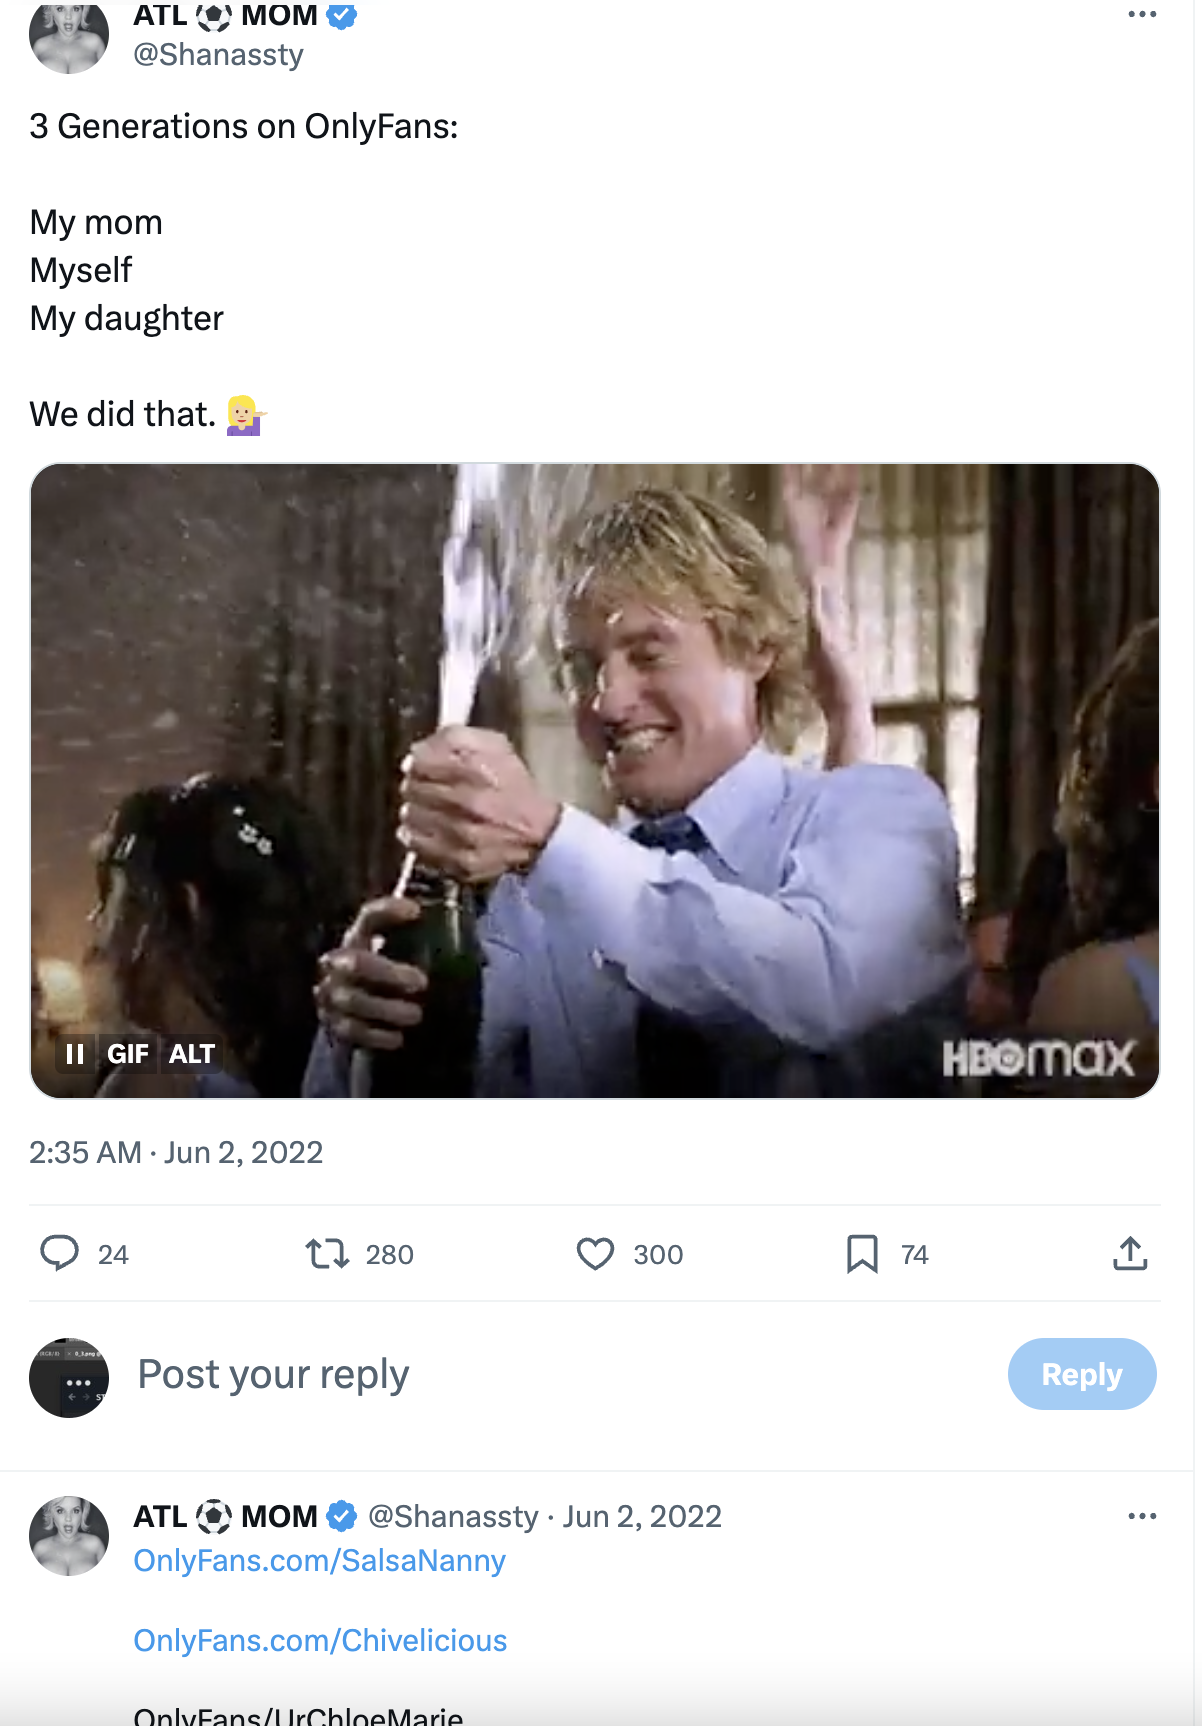 ATL ⚽ MOM
@Shanassty
3 Generations on OnlyFans:
My mom
Myself
My daughter
We did that. 💁🏼‍♀️
GIF ALT
HBOmax
2:35 AM · Jun 2, 2022
24 280 300 74
Post your reply
Reply
ATL ⚽ MOM @Shanassty · Jun 2, 2022
OnlyFans.com/SalsaNanny
OnlyFans.com/Chivelicious
OnlyFans/UrChloeMarie